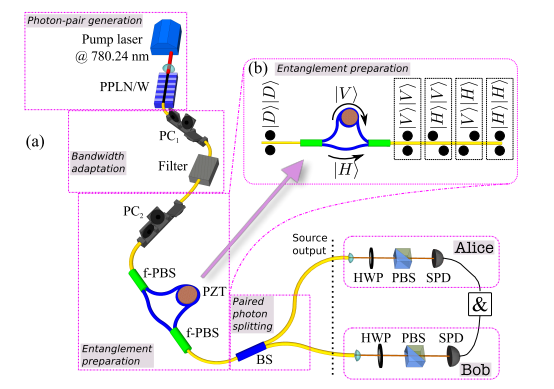 Photon-pair generation
Pump laser
@ 780.24 nm
PPLN/W
(a)
PC1
Bandwidth
adaptation
Filter
PC2
f-PBS
PZT
f-PBS
Entanglement
preparation
Paired
photon
splitting
BS
(b)
Entanglement preparation
|D⟩|D⟩
|V⟩
|H⟩
|V⟩|V⟩
|H⟩|V⟩
|V⟩|H⟩
|H⟩|H⟩
Source
output
Alice
HWP PBS SPD
&
HWP PBS SPD
Bob